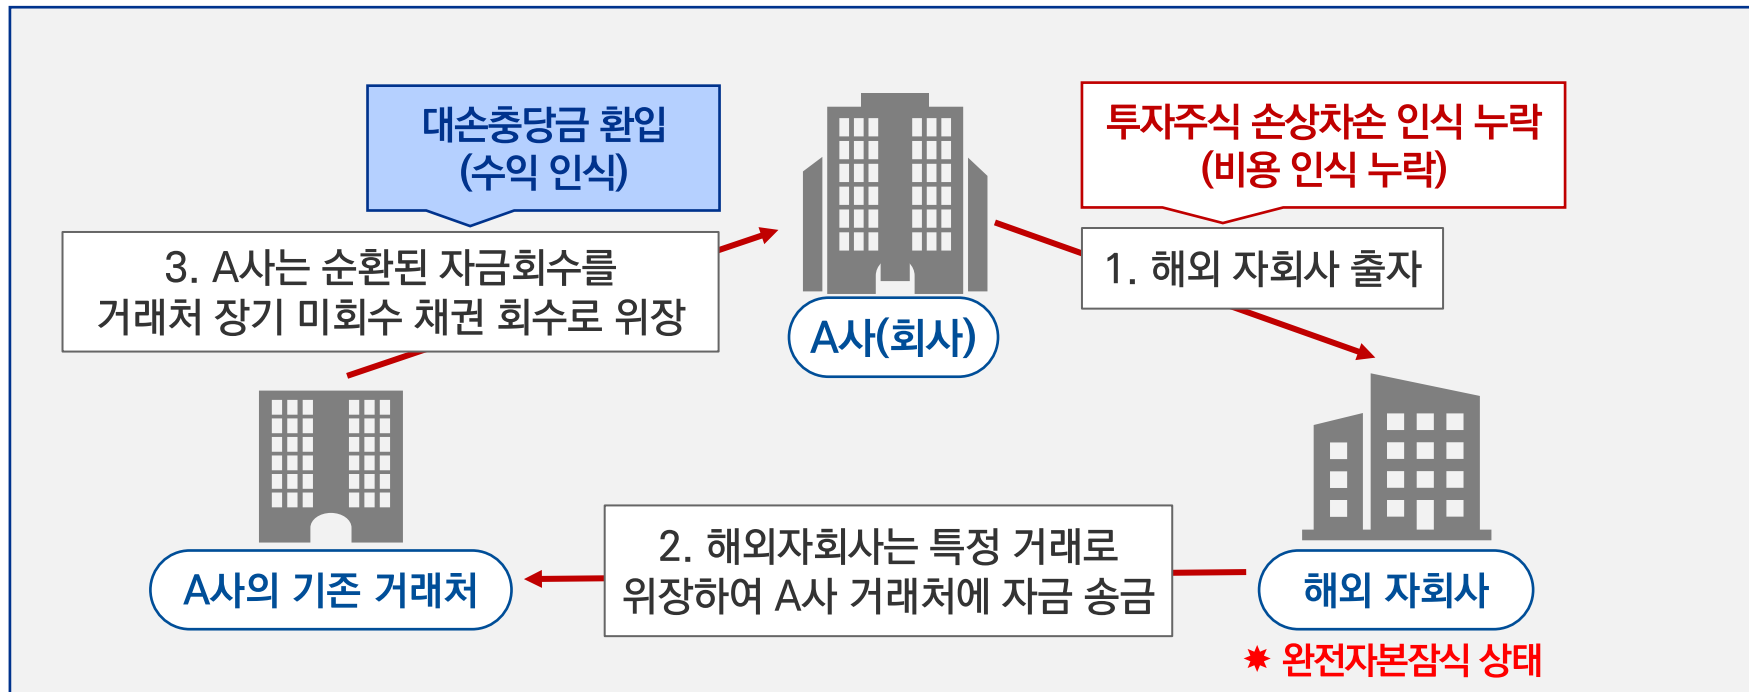 대손충당금 환입
(수익 인식)
투자주식 손상차손 인식 누락
(비용 인식 누락)
3. A사는 순환된 자금회수를
거래처 장기 미회수 채권 회수로 위장
1. 해외 자회사 출자
A사(회사)
2. 해외자회사는 특정 거래로
위장하여 A사 거래처에 자금 송금
A사의 기존 거래처
해외 자회사
✸ 완전자본잠식 상태